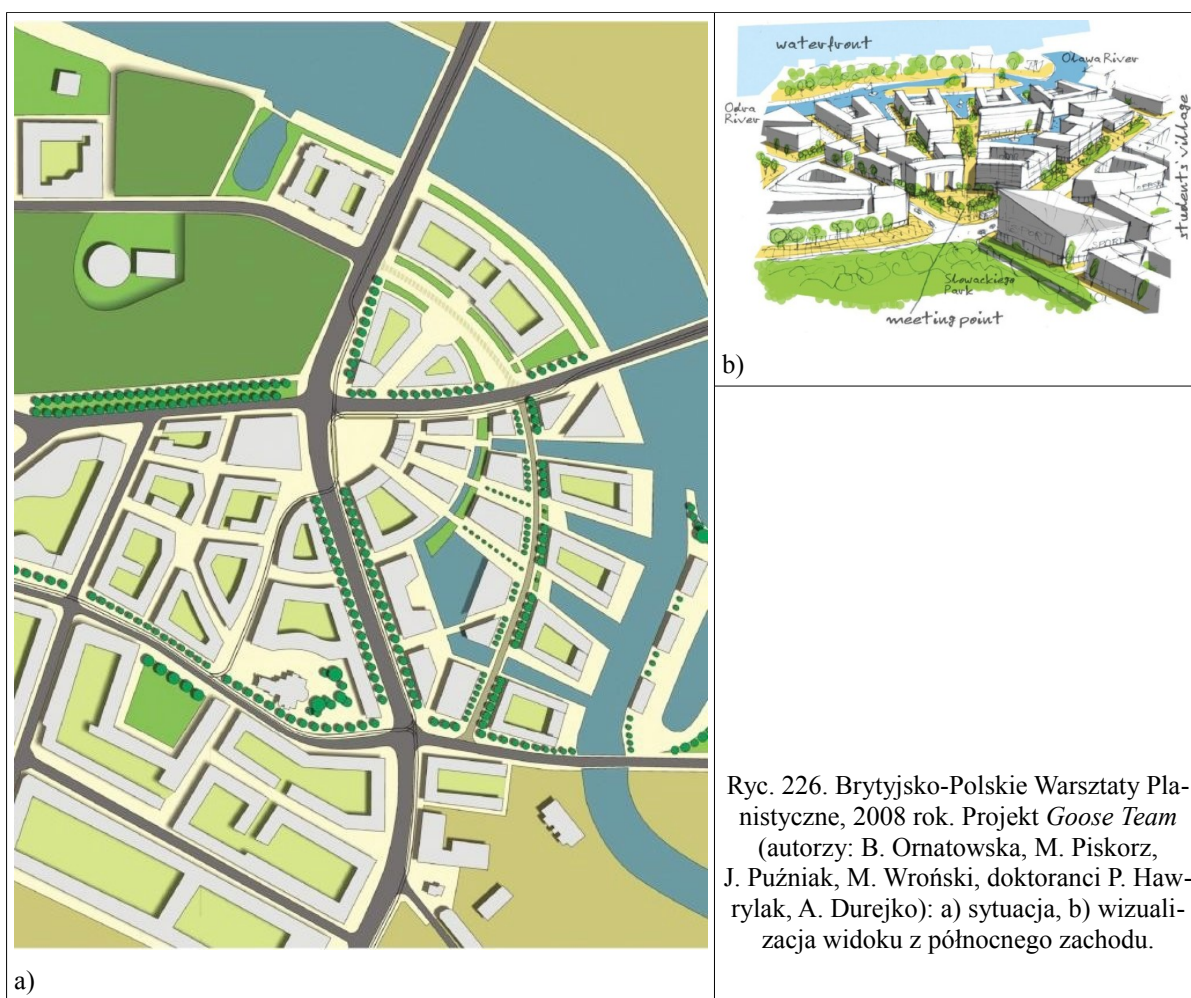 waterfront
Oława River
Odra
River
students' village
SPORT
Słowackiego
Park
meeting point
b)
Ryc. 226. Brytyjsko-Polskie Warsztaty Pla-
nistyczne, 2008 rok. Projekt Goose Team
(autorzy: B. Ornatowska, M. Piskorz,
J. Puźniak, M. Wroński, doktoranci P. Haw-
rylak, A. Durejko): a) sytuacja, b) wizuali-
zacja widoku z północnego zachodu.
a)